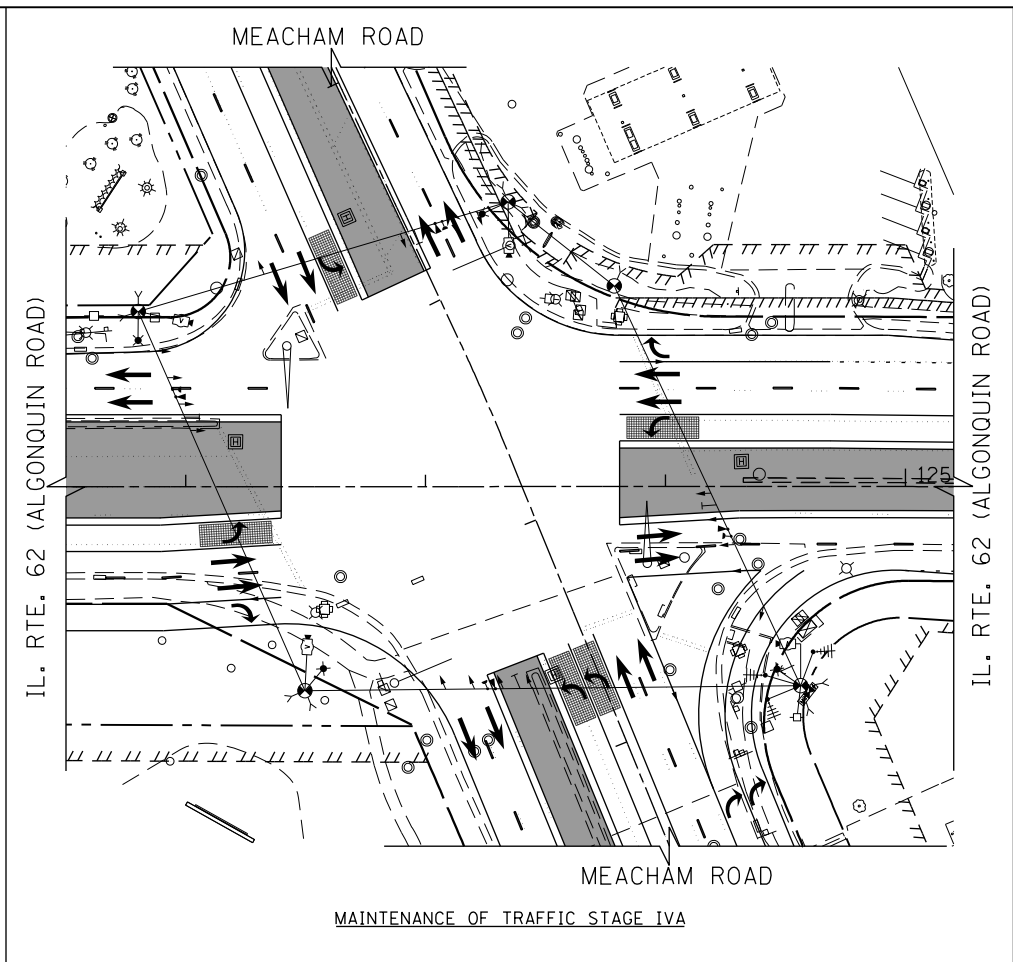 MEACHAM ROAD
IL. RTE. 62 (ALGONQUIN ROAD)
IL. RTE. 62 (ALGONQUIN ROAD)
H
H
H
125
H
V
V
MEACHAM ROAD
MAINTENANCE OF TRAFFIC STAGE IVA